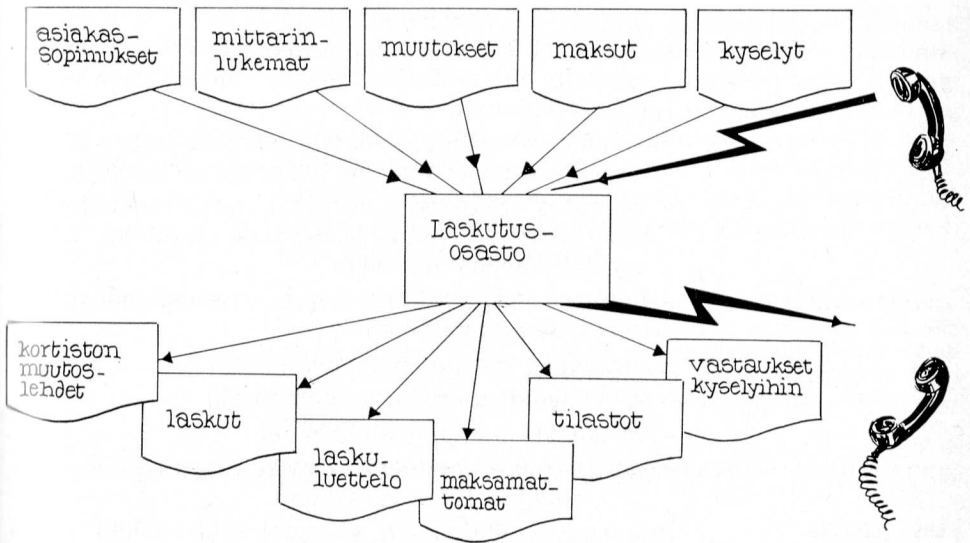 asiakas-
sopimukset
mittarin-
lukemat
muutokset
maksut
kyselyt
Laskutus-
osasto
kortiston
muutos-
lehdet
laskut
lasku-
luettelo
maksamat-
tomat
tilastot
vastaukset
kyselyihin